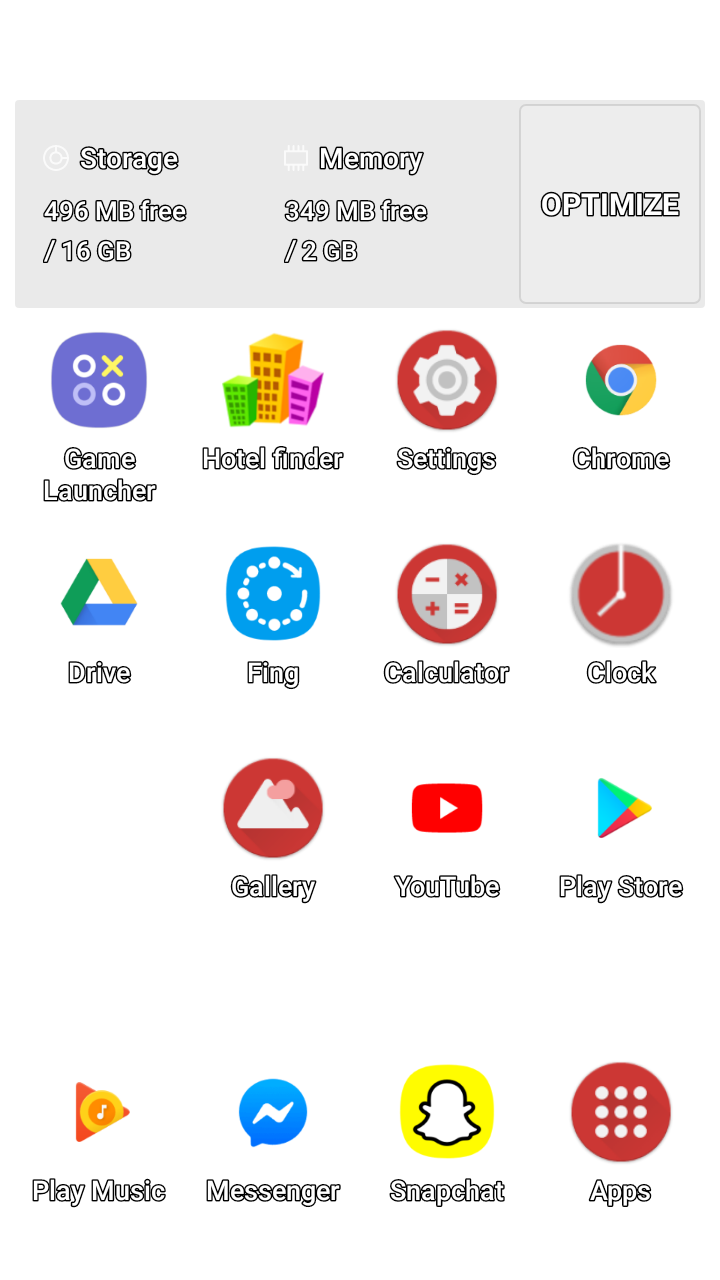 Storage
Memory
496 MB free
/ 16 GB
349 MB free
/ 2 GB
OPTIMIZE
Game
Launcher
Hotel finder
Settings
Chrome
Drive
Fing
Calculator
Clock
Gallery
YouTube
Play Store
Play Music
Messenger
Snapchat
Apps